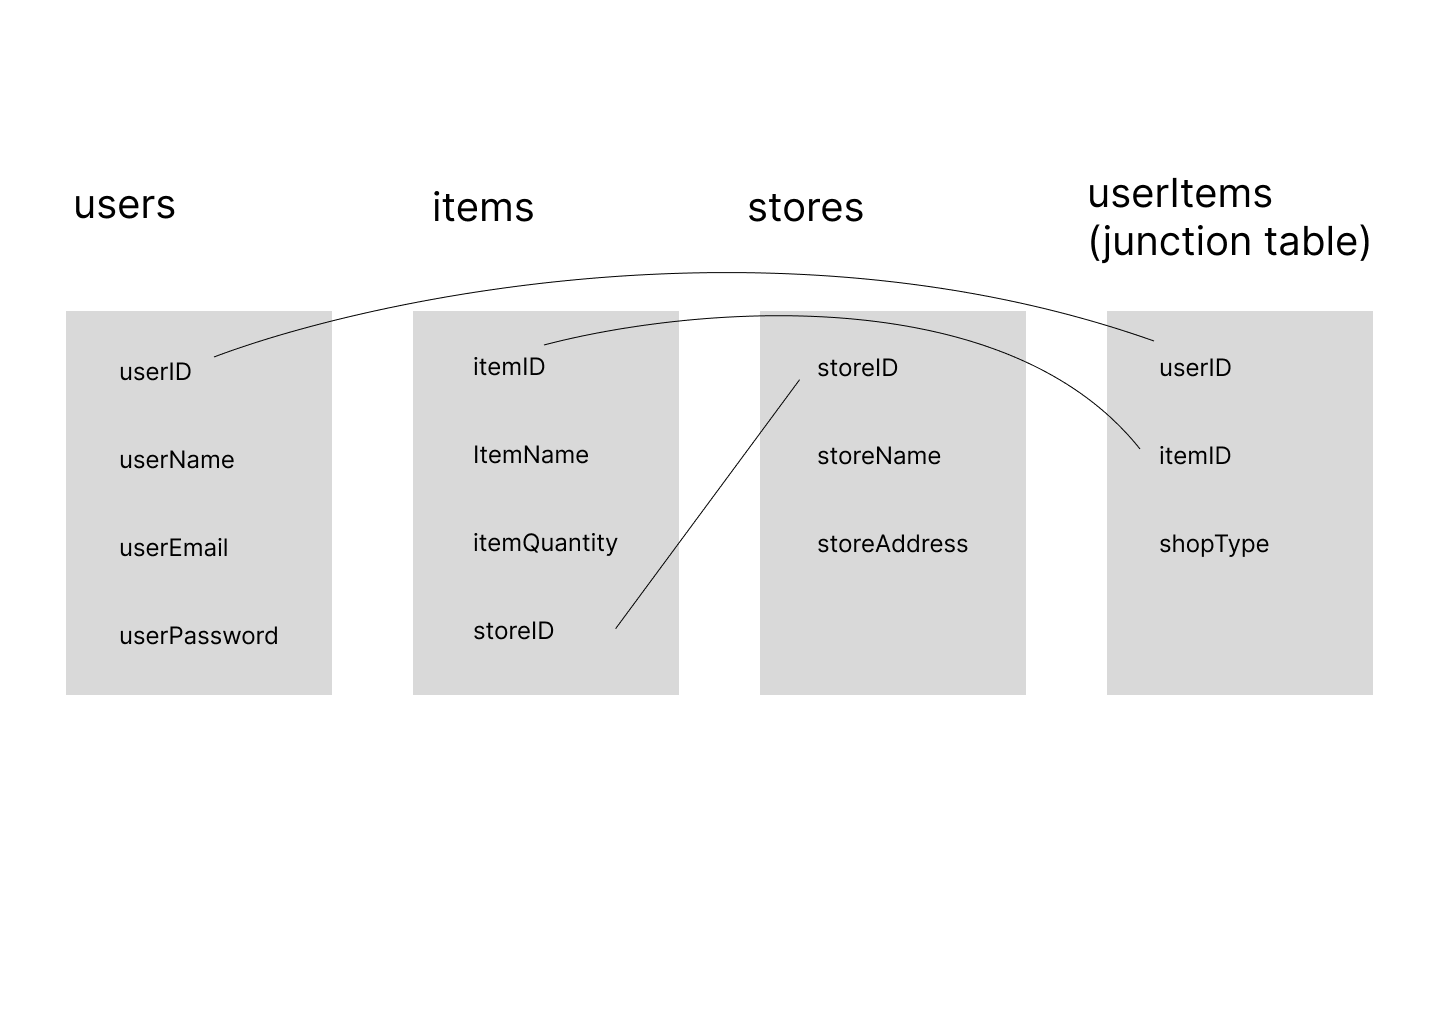 users
items
stores
userItems
(junction table)
userID
userName
userEmail
userPassword
itemID
ItemName
itemQuantity
storeID
storeID
storeName
storeAddress
userID
itemID
shopType